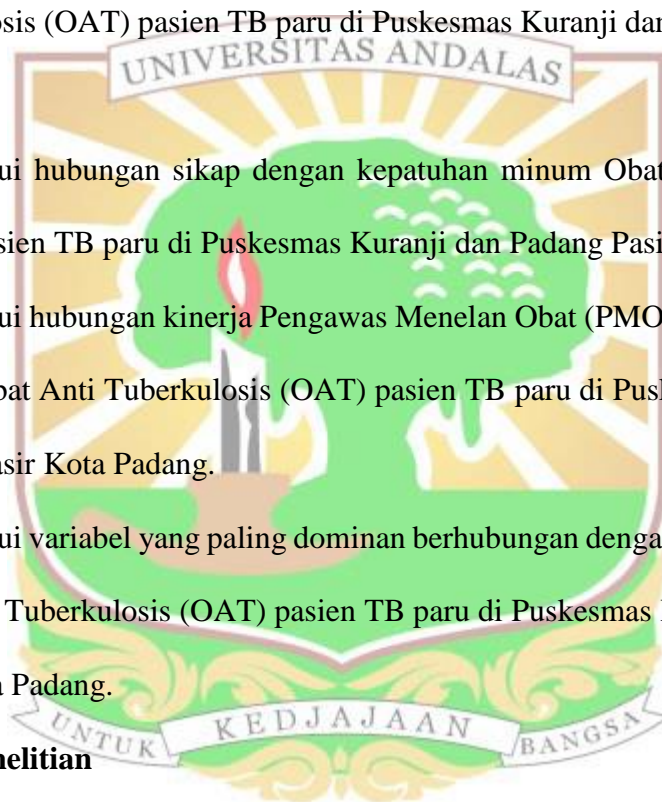 osis (OAT) pasien TB paru di Puskesmas Kuranji dan
UNIVERSITAS ANDALAS
ui hubungan sikap dengan kepatuhan minum Obat
sien TB paru di Puskesmas Kuranji dan Padang Pasi
ui hubungan kinerja Pengawas Menelan Obat (PMO
bat Anti Tuberkulosis (OAT) pasien TB paru di Pusk
asir Kota Padang.
ui variabel yang paling dominan berhubungan denga
Tuberkulosis (OAT) pasien TB paru di Puskesmas
a Padang.
UNTUK KEDJAJAAN BANGSA
nelitian